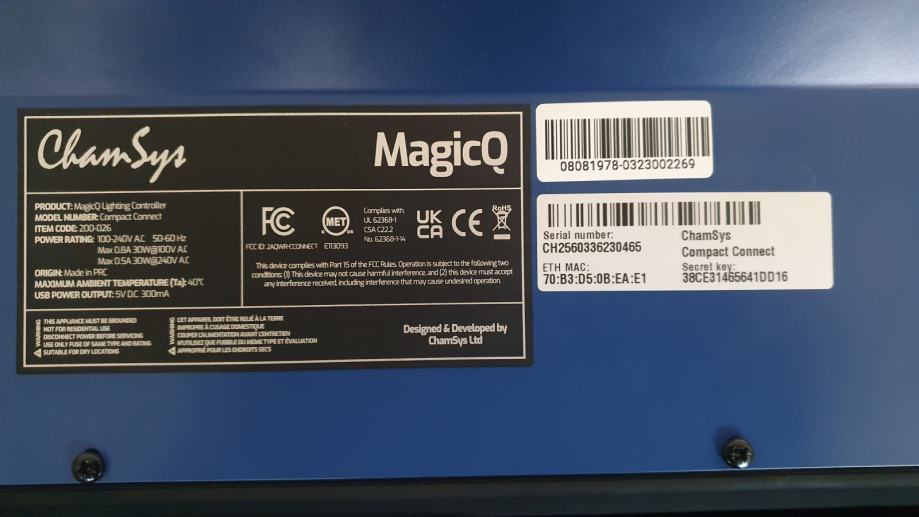 ChamSys
MagicQ
PRODUCT: MagicQ Lighting Controller
MODEL NUMBER: Compact Connect
ITEM CODE: 200-026
POWER RATING: 100-240V A.C 50-60 Hz
Max 0.8A 30W@100V AC
Max 0.5A 30W@240V AC
ORIGIN: Made in PRC
MAXIMUM AMBIENT TEMPERATURE (Ta): 40°C
USB POWER OUTPUT: 5V D.C 300mA
FC
FCC ID: 2AQWR-CCONNECT
MET
us
E113093
Complies with:
UL 62368-1
CSA C22.2
No. 62368-1-14
UK
CA
CE
RoHS
This device complies with Part 15 of the FCC Rules. Operation is subject to the following two
conditions: (1) This device may not cause harmful interference, and (2) this device must accept
any interference received, including interference that may cause undesired operation.
WARNING
THIS APPLIANCE MUST BE GROUNDED
NOT FOR RESIDENTIAL USE
DISCONNECT POWER BEFORE SERVICING
USE ONLY FUSE OF SAME TYPE AND RATING
SUITABLE FOR DRY LOCATIONS
WARNING
CET APPAREIL DOIT ÊTRE RELIÉ À LA TERRE
IMPROPRE À L'USAGE DOMESTIQUE
COUPER L'ALIMENTATION AVANT L'ENTRETIEN
N'UTILISEZ QUE FUSIBLE DU MEME TYPE ET ÉVALUATION
APPROPRIÉ POUR LES ENDROITS SECS
Designed & Developed by
ChamSys Ltd
08081978-0323002269
Serial number:
CH2560336230465
ETH MAC:
70:B3:D5:0B:EA:E1
ChamSys
Compact Connect
Secret key:
38CE31465641DD16